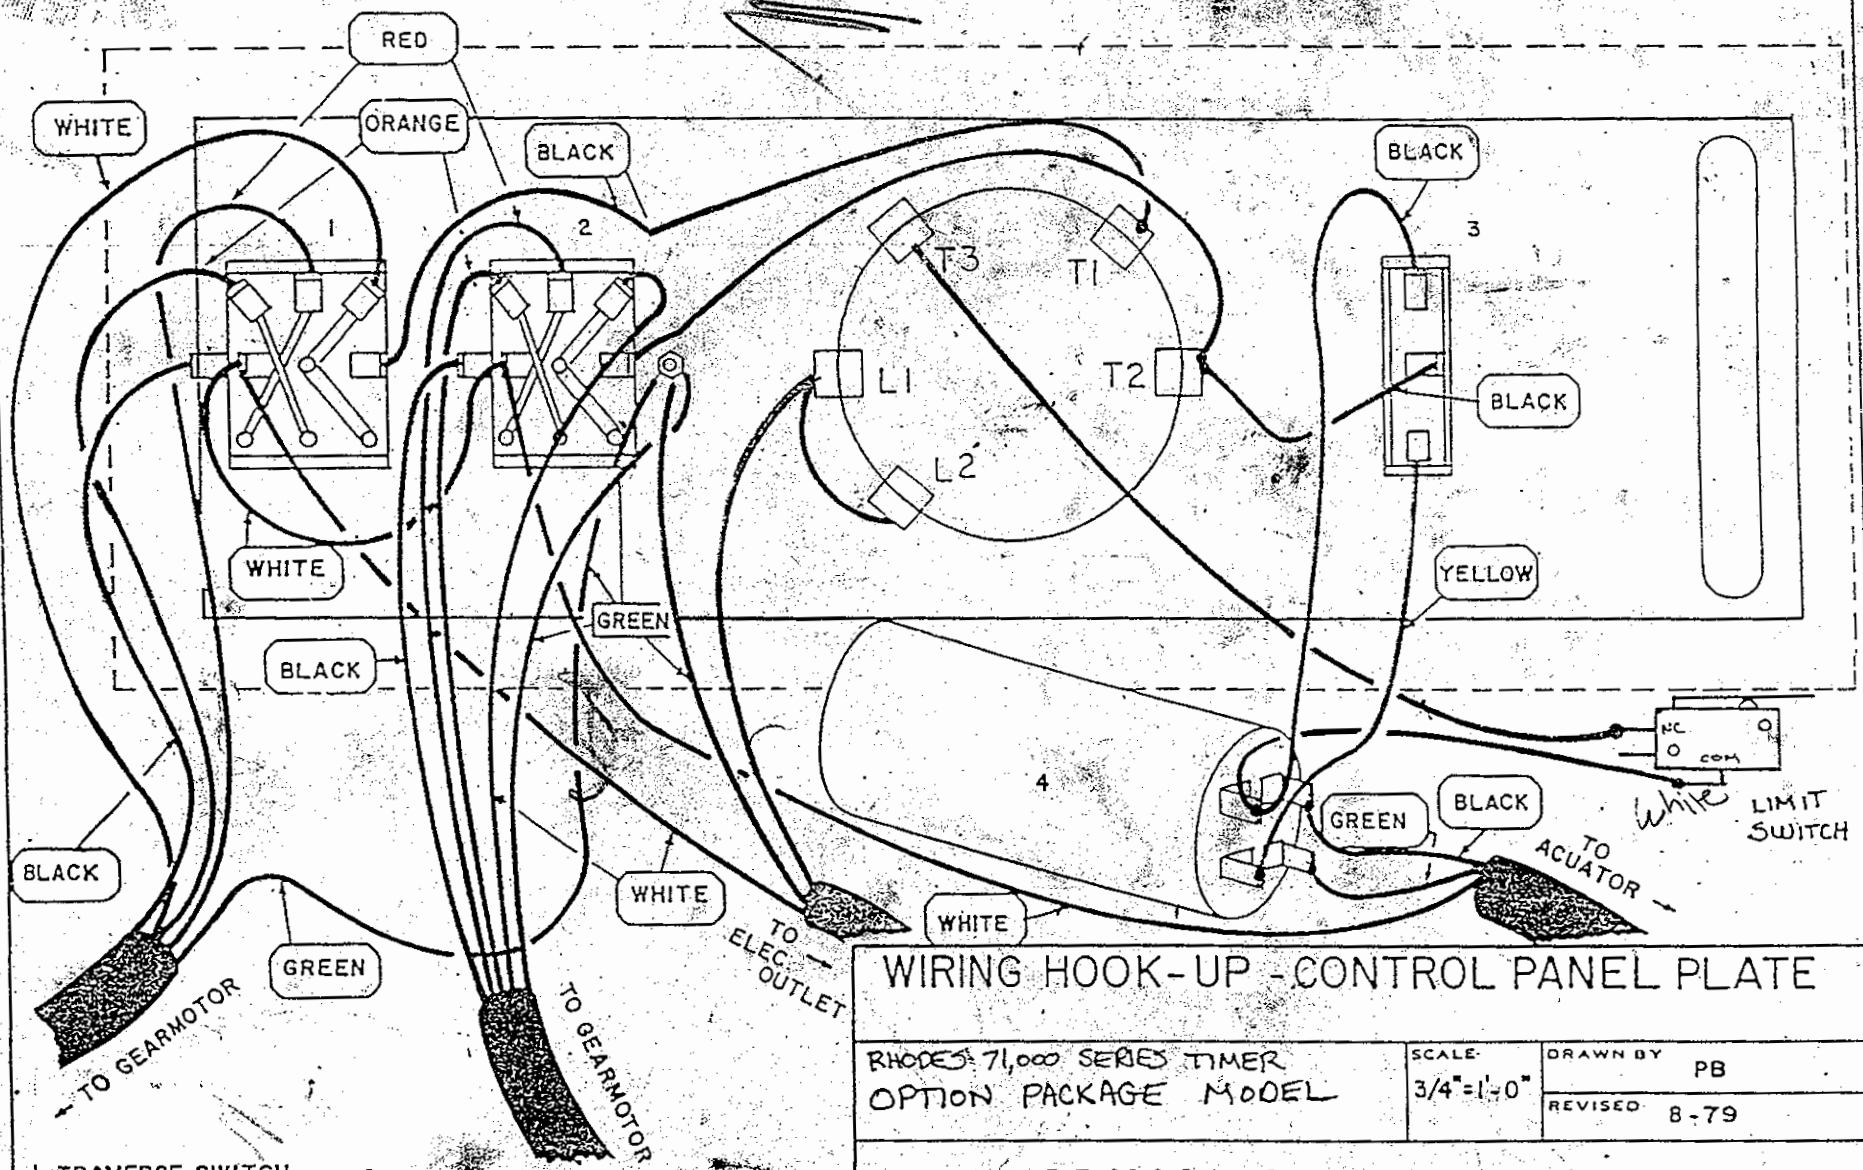 RED
WHITE
ORANGE
BLACK
BLACK
1
2
3
T3
T1
L1
T2
BLACK
L2
WHITE
YELLOW
GREEN
BLACK
NC
COM
4
White
LIMIT
SWITCH
GREEN
BLACK
BLACK
WHITE
WHITE
TO
ACUATOR
TO
ELEC.
OUTLET
GREEN
TO GEARMOTOR
TO GEARMOTOR
WIRING HOOK-UP - CONTROL PANEL PLATE
RHODES 71,000 SERIES TIMER
OPTION PACKAGE MODEL
SCALE
3/4"=1'-0"
DRAWN BY PB
REVISED 8-79
TRAVERSE SWITCH